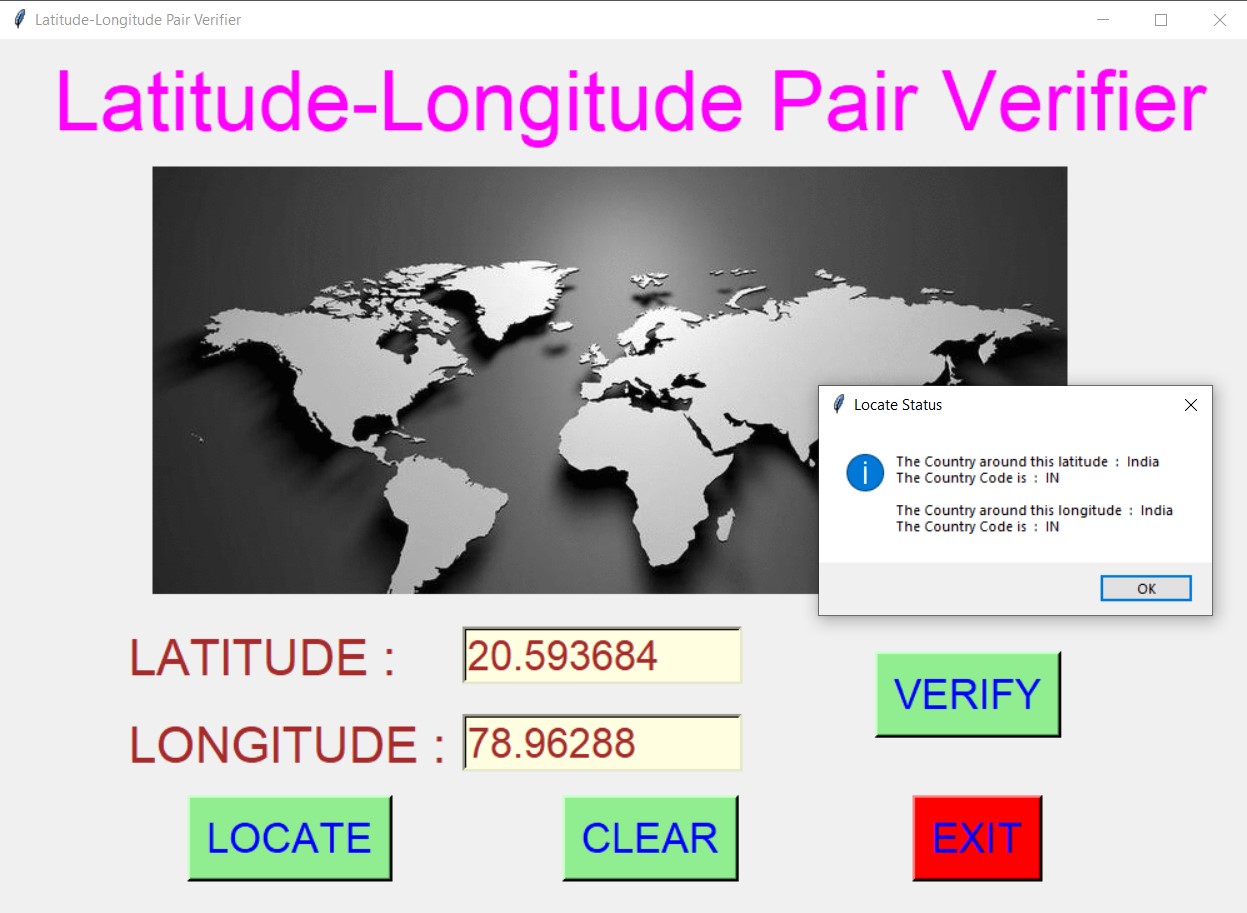 Latitude-Longitude Pair Verifier
Latitude-Longitude Pair Verifier
Locate Status
The Country around this latitude : India
The Country Code is : IN
The Country around this longitude : India
The Country Code is : IN
OK
LATITUDE : 20.593684
VERIFY
LONGITUDE : 78.96288
LOCATE CLEAR EXIT